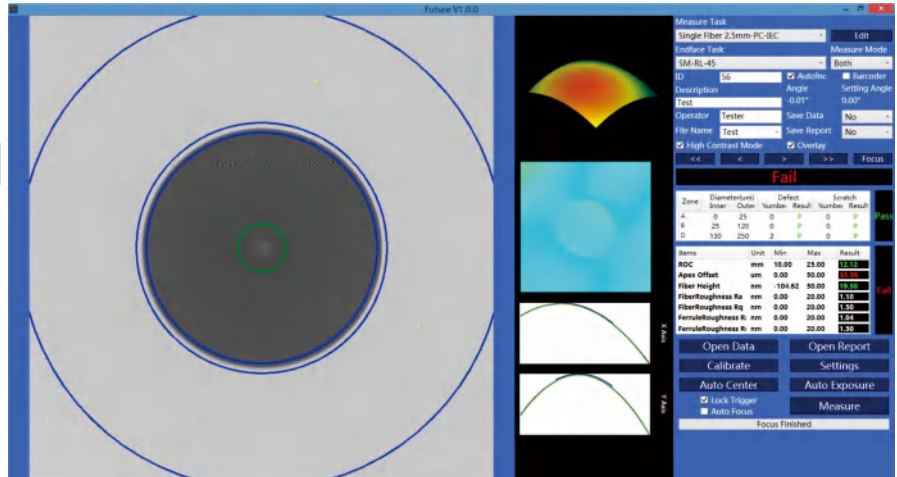 Future V1.0.0
Measure Task
Single Fiber 2.5mm-PC-IEC
Edit
Endface Task
Measure Mode
SM-RL-45
Both
ID
56
AutoInc.
Barcoder
Description
Angle
Setting Angle
Test
-0.01°
0.00°
Operator
Tester
Save Data
No
File Name
Test
Save Report
No
High Contrast Mode
Overlay
<<
<
>
>>
Focus
Fail
Zone Diameter(um) Defect Scratch
Inner Outer Number Result Number Result
A 0 25 0 P 0 P
B 25 120 0 P 0 P
D 130 250 2 P 0 P
Pass
Items Unit Min Max Result
ROC mm 10.00 25.00 12.12
Apex Offset um 0.00 50.00
Fiber Height nm -104.62 50.00 19.30
FiberRoughness Ra nm 0.00 20.00 1.18
FiberRoughness Rq nm 0.00 20.00 1.50
FerruleRoughness R nm 0.00 20.00 1.04
FerruleRoughness R nm 0.00 20.00 1.30
Fail
X Axis
Y Axis
Open Data
Open Report
Calibrate
Settings
Auto Center
Auto Exposure
Lock Trigger
Auto Focus
Measure
Focus Finished